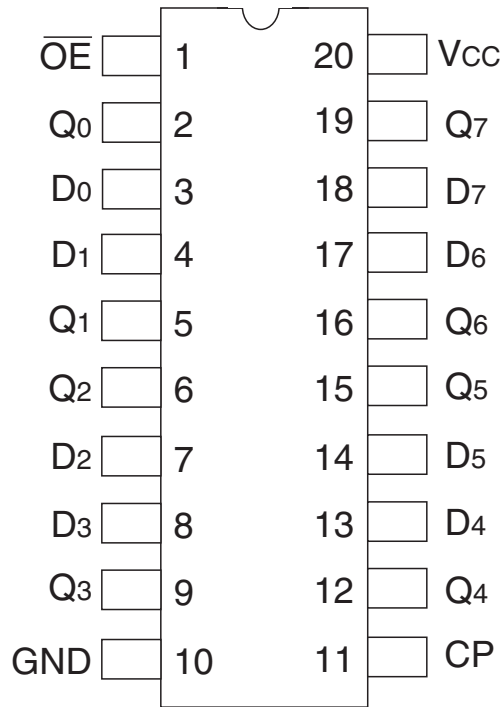 O̅E̅ 1 20 VCC
Q0 2 19 Q7
D0 3 18 D7
D1 4 17 D6
Q1 5 16 Q6
Q2 6 15 Q5
D2 7 14 D5
D3 8 13 D4
Q3 9 12 Q4
GND 10 11 CP